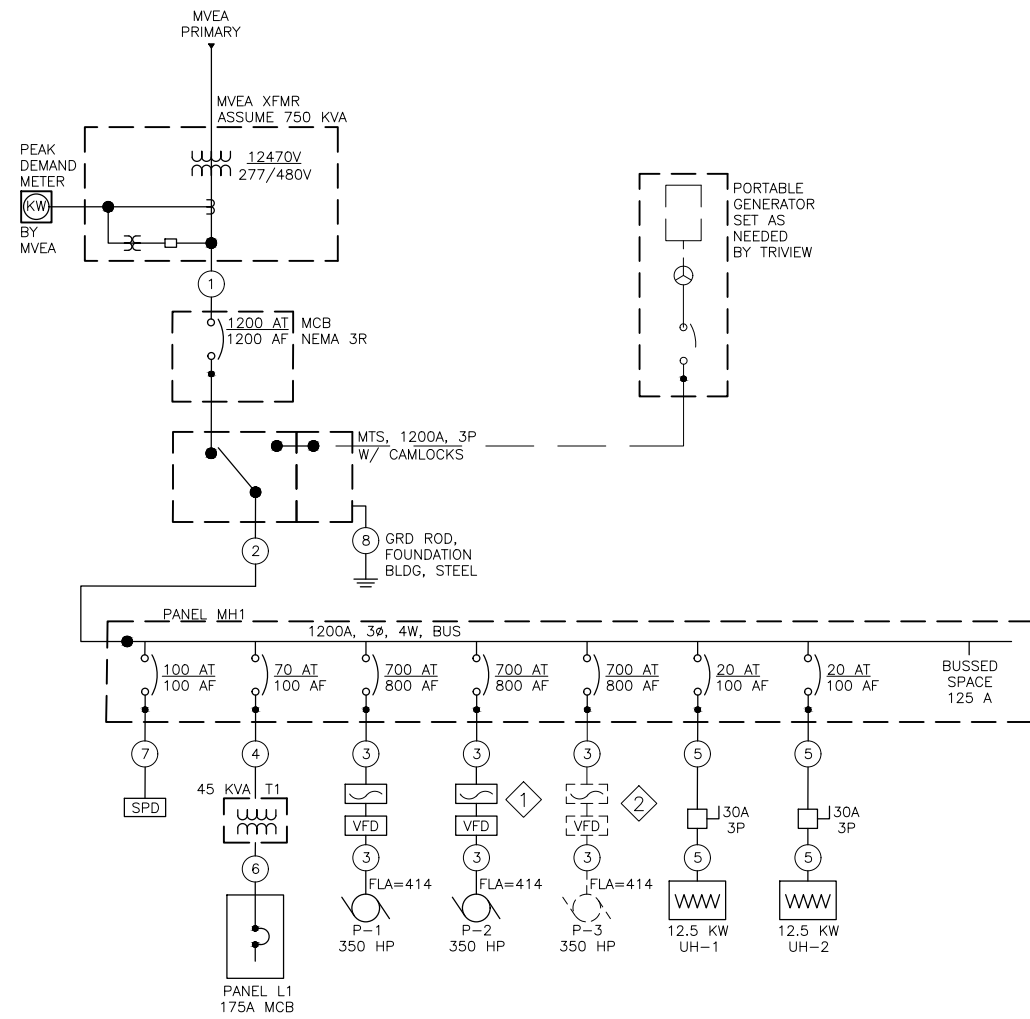 MVEA
PRIMARY
MVEA XFMR
ASSUME 750 KVA
PEAK
DEMAND
METER
KW
BY
MVEA
12470V
277/480V
1
1200 AT
1200 AF
MCB
NEMA 3R
PORTABLE
GENERATOR
SET AS
NEEDED
BY TRIVIEW
MTS, 1200A, 3P
W/ CAMLOCKS
2
8
GRD ROD,
FOUNDATION
BLDG, STEEL
PANEL MH1
1200A, 3ø, 4W, BUS
100 AT
100 AF
70 AT
100 AF
700 AT
800 AF
700 AT
800 AF
700 AT
800 AF
20 AT
100 AF
20 AT
100 AF
BUSSED
SPACE
125 A
7
4
3
3
3
5
5
SPD
45 KVA T1
1
2
VFD
VFD
VFD
30A
3P
30A
3P
6
3
3
3
5
5
FLA=414
FLA=414
FLA=414
P-1
350 HP
P-2
350 HP
P-3
350 HP
12.5 KW
UH-1
12.5 KW
UH-2
PANEL L1
175A MCB